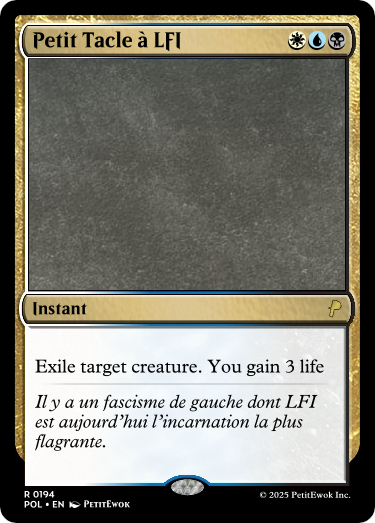 Petit Tacle à LFI
Instant
Exile target creature. You gain 3 life
Il y a un fascisme de gauche dont LFI
est aujourd'hui l'incarnation la plus
flagrante.
R 0194
POL • EN PetitEwok
© 2025 PetitEwok Inc.